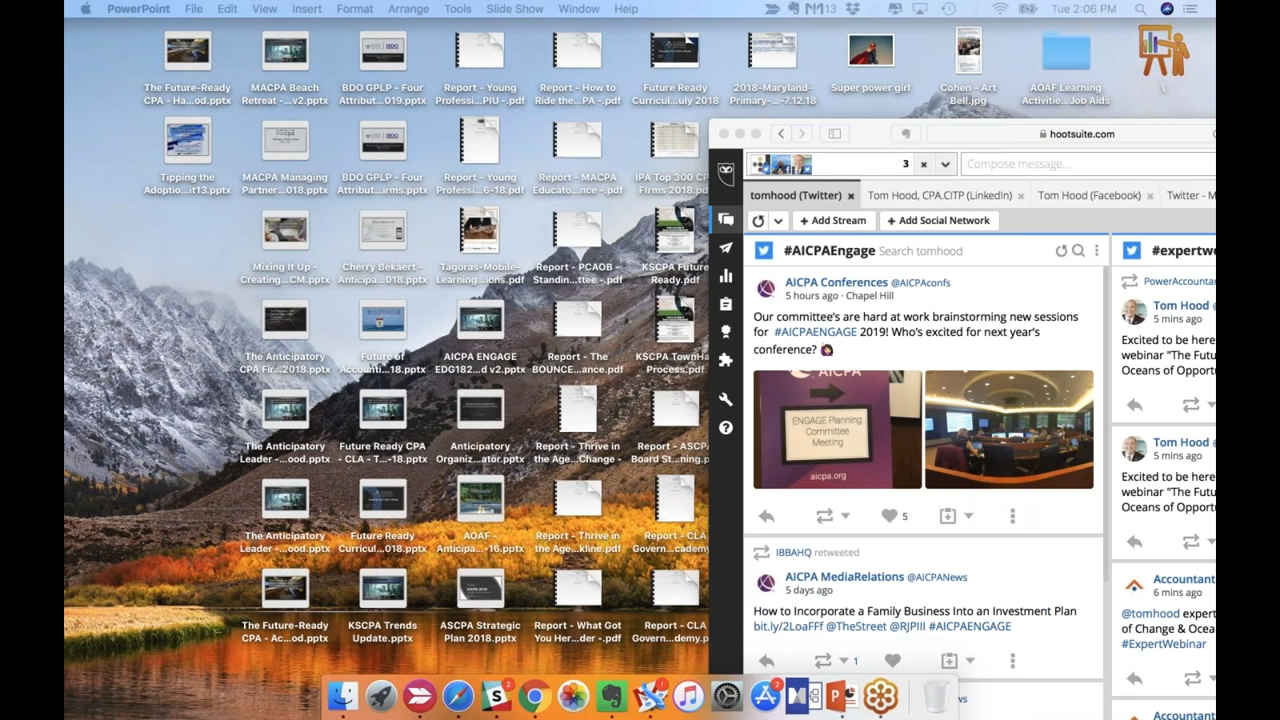 PowerPoint File Edit View Insert Format Arrange Tools Slide Show Window Help 13 Tue 2:06 PM
The Future-Ready
CPA - Ha...od.pptx
MACPA Beach
Retreat -...v2.pptx
BDO GPLP - Four
Attribut...019.pptx
Report - Young
Professi...PIU -.pdf
Report - How to
Ride the...PA -.pdf
Future Ready
Curricul...uly 2018
2018-Maryland-
Primary-...-7.12.18
Super power girl
Cohen - Art
Bell.jpg
AOAF Learning
Activitie...Job Aids
\
Tipping the
Adoptio...it13.pptx
MACPA Managing
Partner...018.pptx
BDO GPLP - Four
Attribut...irms.pptx
Report - Young
Professi...6-18.pdf
Report - MACPA
Educato...nce -.pdf
IPA Top 300 CP
Firms 2018.pd
Mixing It Up -
Creating...CM.pptx
Cherry Bekaert -
Anticipa...018.pptx
Tagoras-Mobile-
Learning...ions.pdf
Report - PCAOB -
Standin...tee -.pdf
KSCPA Future
Ready.pdf
The Anticipatory
CPA Fir...2018.pptx
Future of
Accounti...18.pptx
AICPA ENGAGE
EDG182...d v2.pptx
Report - The
BOUNCE...ance.pdf
KSCPA TownHa
Process.pdf
The Anticipatory
Leader -...ood.pptx
Future Ready CPA
- CLA - T...-18.pptx
Anticipatory
Organiz...ator.pptx
Report - Thrive in
the Age...Change -
Report - ASCP
Board St...ning.p
The Anticipatory
Leader -...ood.pptx
Future Ready
Curricul...018.pptx
AOAF -
Anticipa...-16.pptx
Report - Thrive in
the Age...kline.pdf
Report - CLA
Govern...cademy
The Future-Ready
CPA - Ac...od.pptx
KSCPA Trends
Update.pptx
ASCPA Strategic
Plan 2018.pptx
Report - What Got
You Her...der -.pdf
Report - CLA
Govern...demy.p
hootsuite.com
3 Compose message...
tomhood (Twitter) Tom Hood, CPA.CITP (LinkedIn) Tom Hood (Facebook) Twitter - M
+ Add Stream + Add Social Network
#AICPAEngage Search tomhood
AICPA Conferences @AICPAconfs
5 hours ago · Chapel Hill
Our committee's are hard at work brainstorming new sessions
for #AICPAENGAGE 2019! Who's excited for next year's
conference?
AICPA
ENGAGE Planning
Committee
Meeting
aicpa.org
5
IBBAHQ retweeted
AICPA MediaRelations @AICPANews
5 days ago
How to Incorporate a Family Business Into an Investment Plan
bit.ly/2LoaFFf @TheStreet @RJPIII #AICPAENGAGE
1
#expertwe
PowerAccounta
Tom Hood
5 mins ago
Excited to be here
webinar "The Futu
Oceans of Opportu
Tom Hood
5 mins ago
Excited to be here
webinar "The Futu
Oceans of Opportu
Accountant
6 mins ago
@tomhood expert
of Change & Ocea
#ExpertWebinar
Accountant
ws
2
2